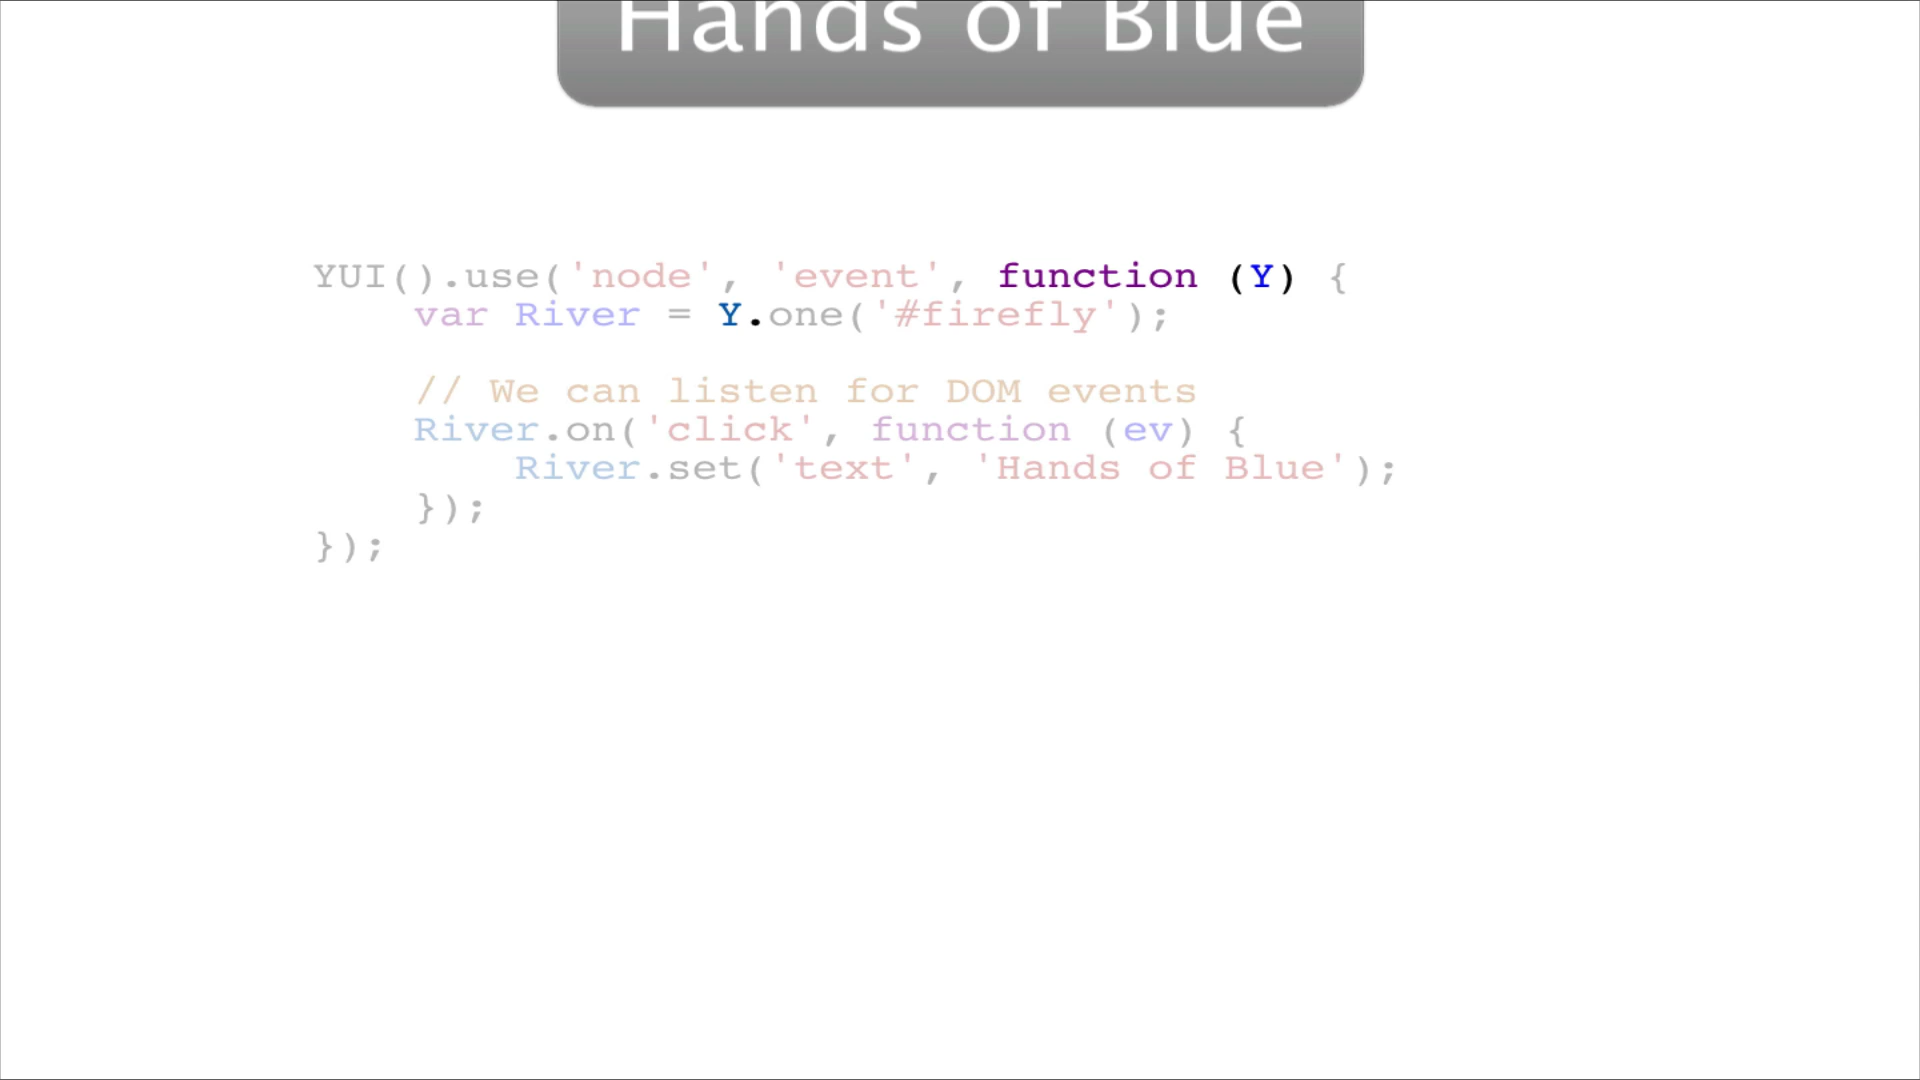 Hands of Blue
YUI().use('node', 'event', function (Y) {
    var River = Y.one('#firefly');
    // We can listen for DOM events
    River.on('click', function (ev) {
        River.set('text', 'Hands of Blue');
    });
});